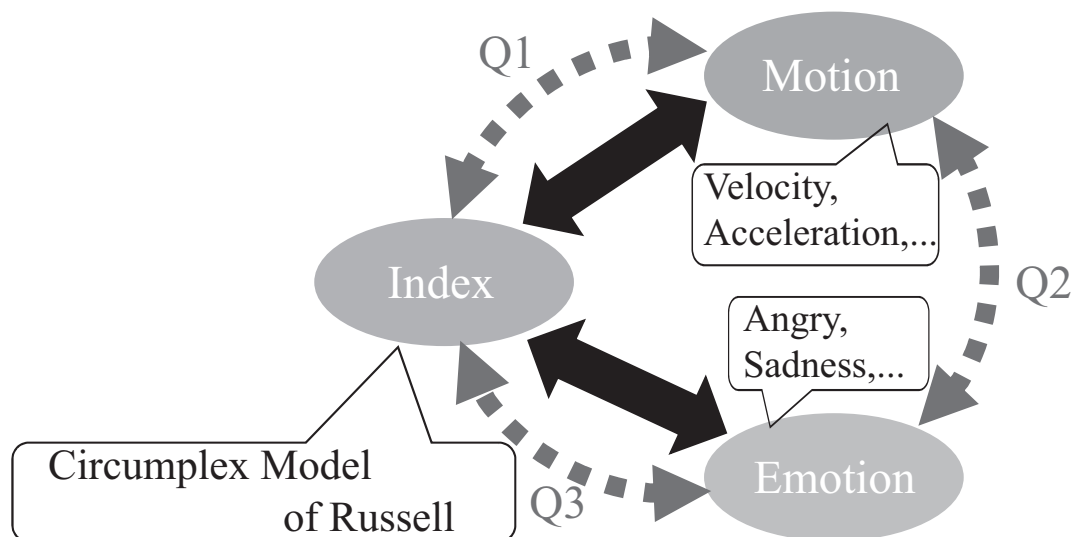 Q1
Motion
Velocity,
Acceleration,...
Index
Q2
Angry,
Sadness,...
Circumplex Model
of Russell
Q3
Emotion